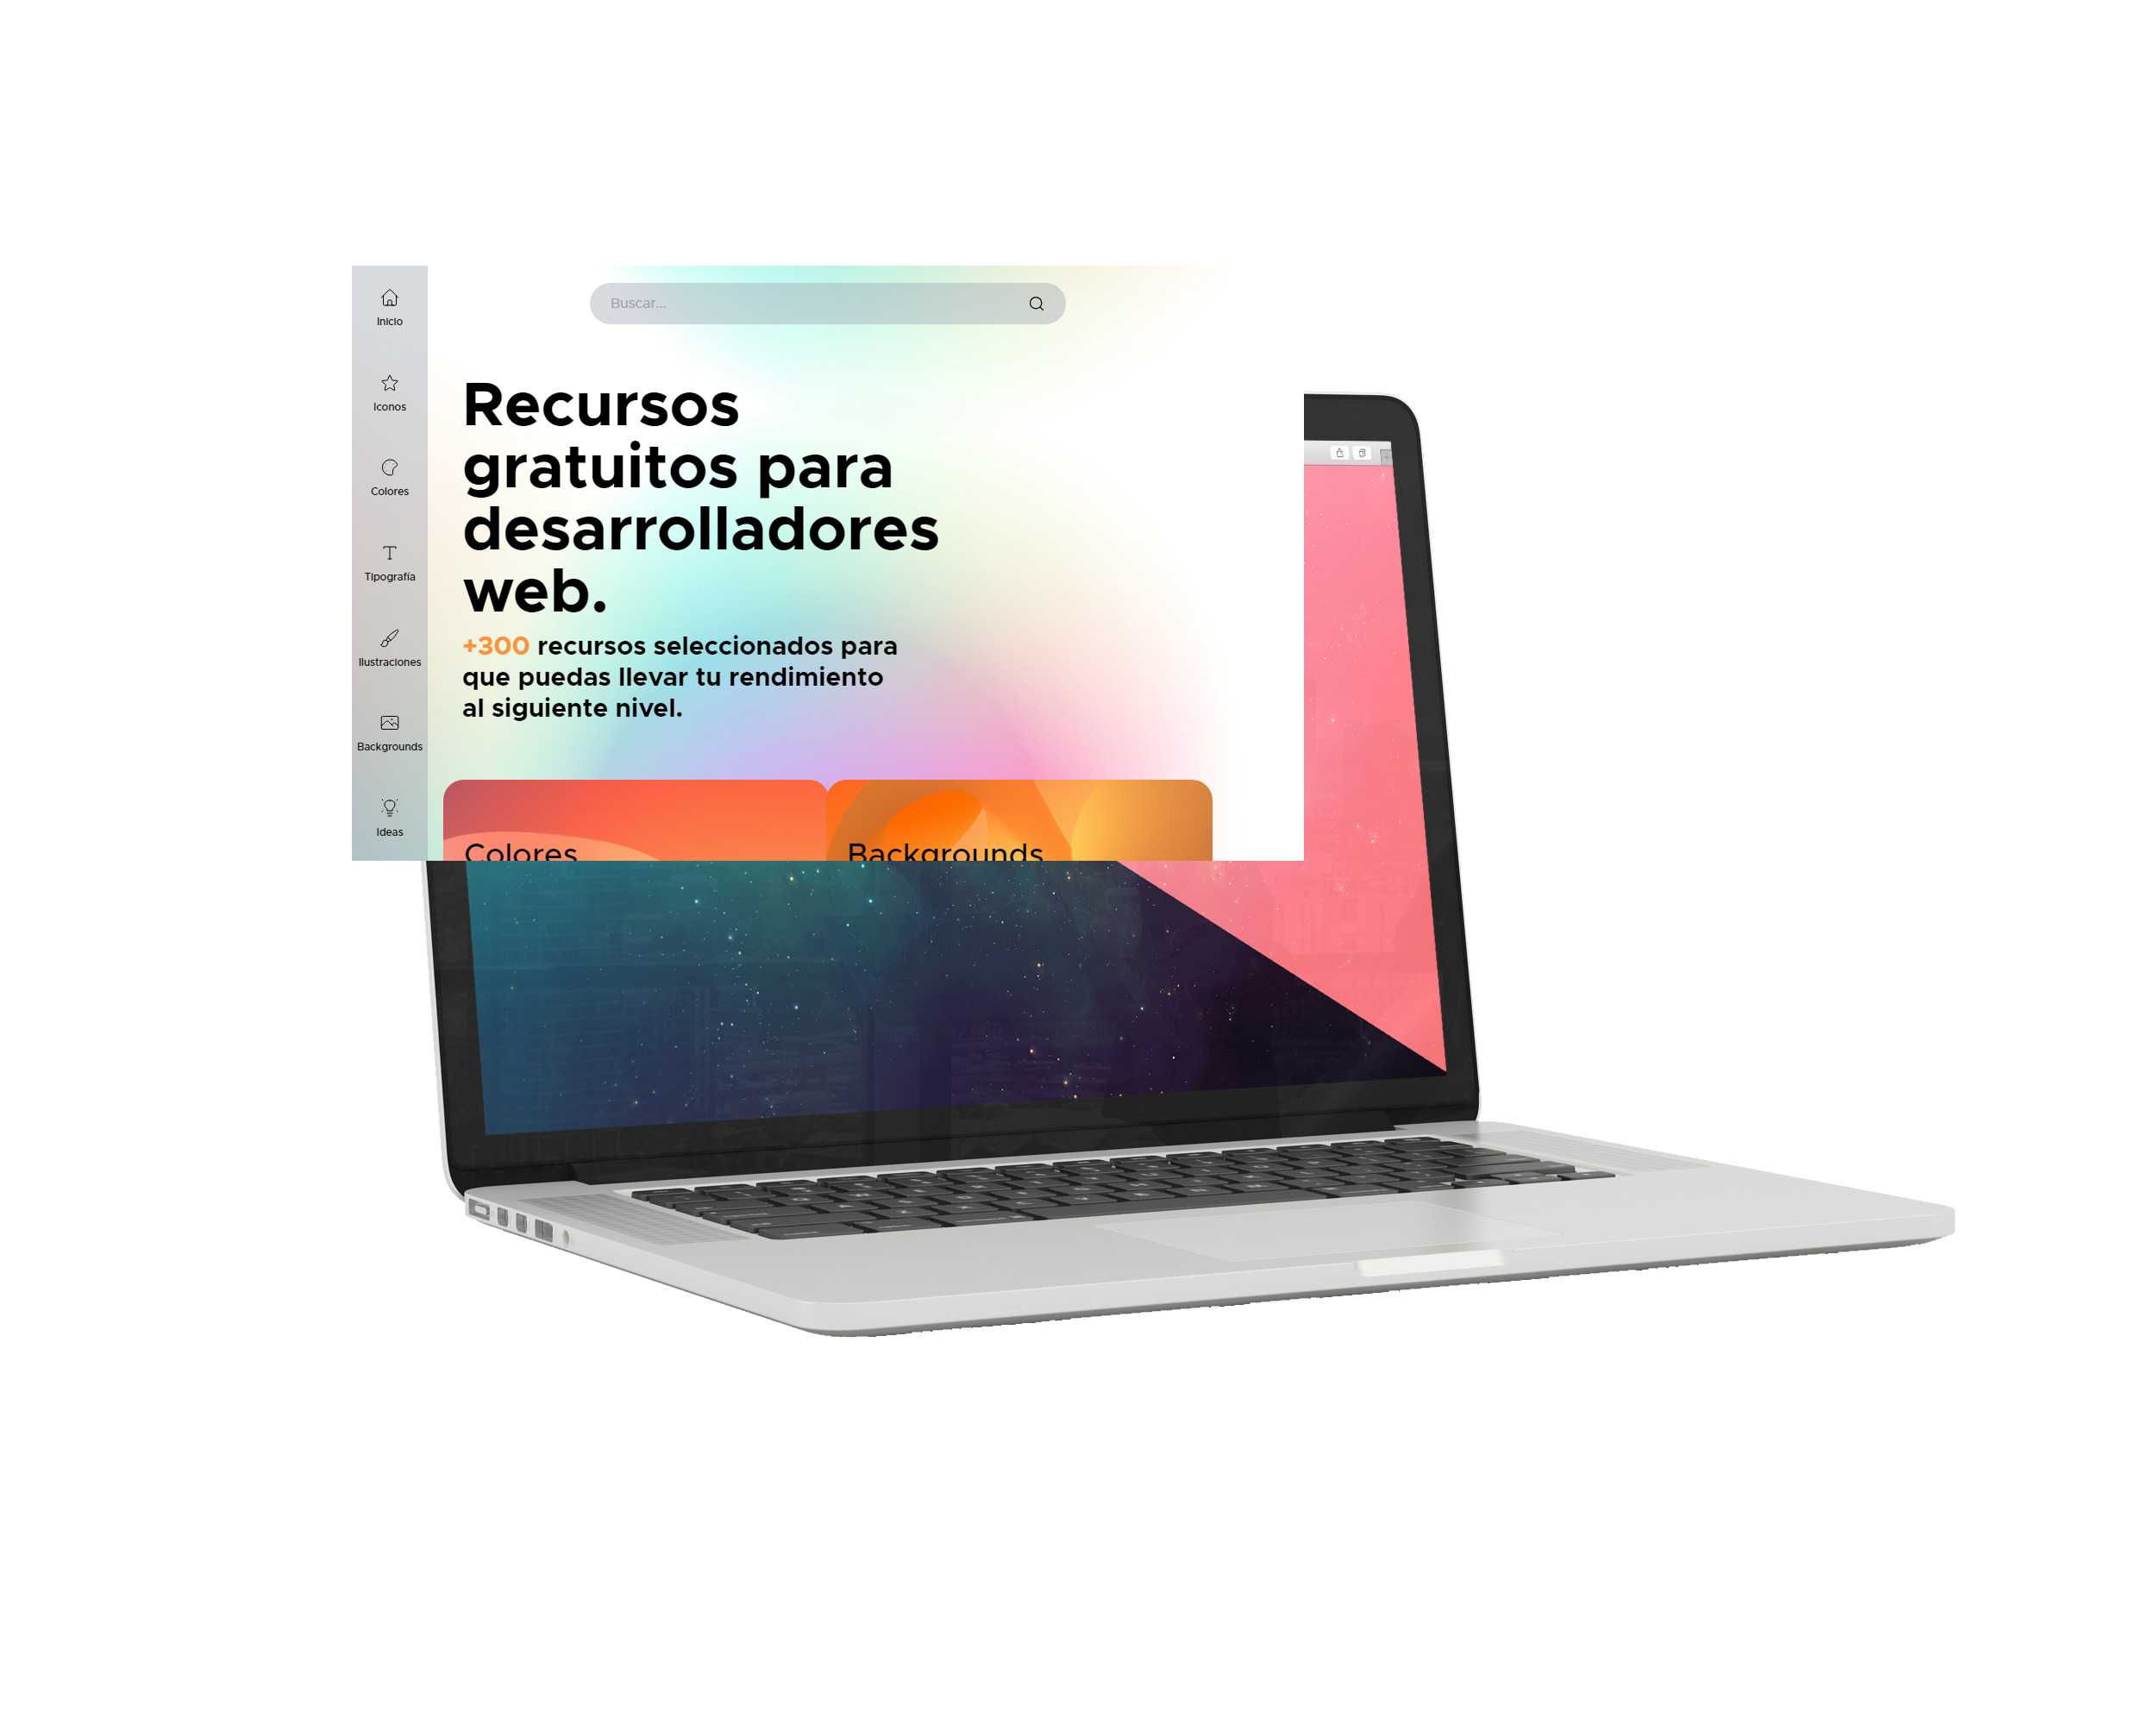 Buscar...
Inicio
Iconos
Colores
Tipografía
Ilustraciones
Backgrounds
Ideas
Recursos
gratuitos para
desarrolladores
web.
+300 recursos seleccionados para
que puedas llevar tu rendimiento
al siguiente nivel.
Colores
Backgrounds